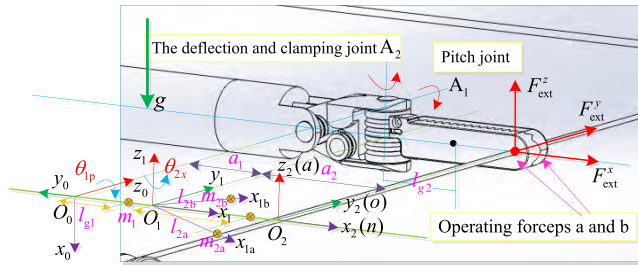 The deflection and clamping joint A₂
Pitch joint
A₁
g
F_ext^z
F_ext^y
F_ext^x
θ₁ₚ
z₁
θ₂ₓ
a₁
z₂(a)
a₂
y₀
z₀
y₁
l_g2
O₀
l_g1
m₁
O₁
l_2b
m_2b
x_1b
x₁
y₂(o)
Operating forceps a and b
x₀
l_2a
m_2a
x_1a
O₂
x₂(n)